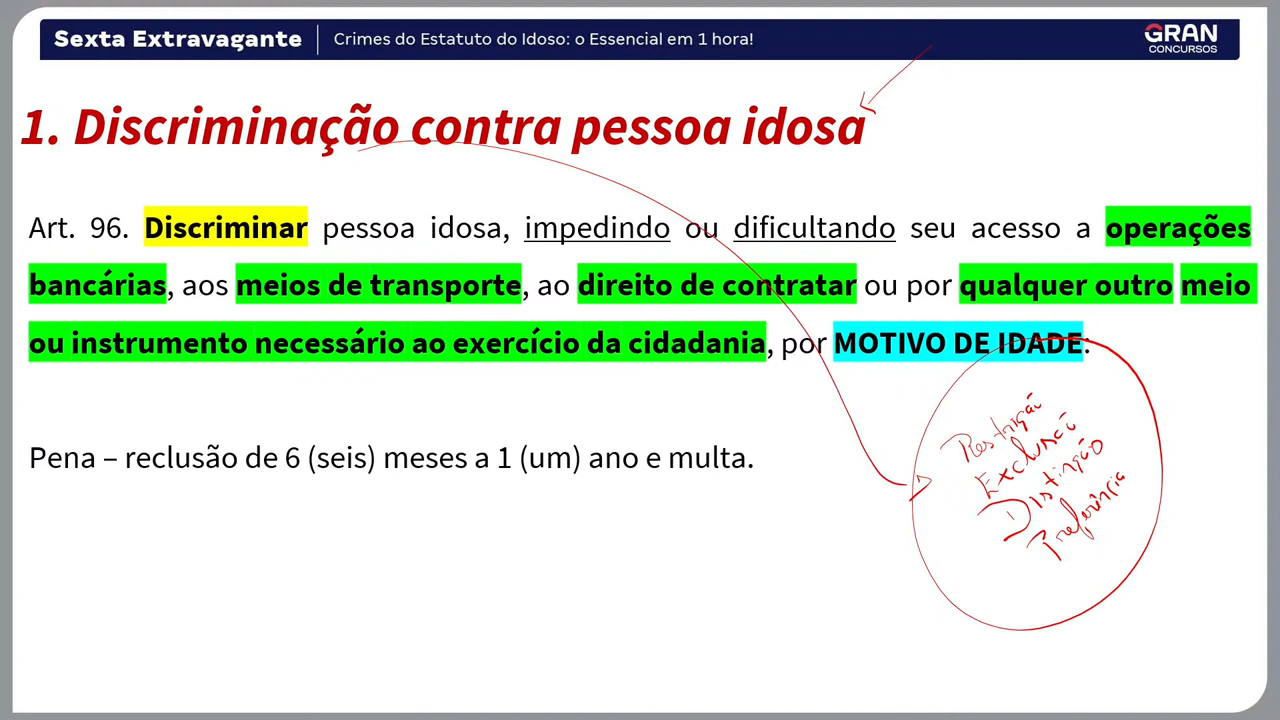 Sexta Extravagante
Crimes do Estatuto do Idoso: o Essencial em 1 hora!
GRAN
CONCURSOS
1. Discriminação contra pessoa idosa
Art. 96. Discriminar pessoa idosa, impedindo ou dificultando seu acesso a operações
bancárias, aos meios de transporte, ao direito de contratar ou por qualquer outro meio
ou instrumento necessário ao exercício da cidadania, por MOTIVO DE IDADE:
Pena – reclusão de 6 (seis) meses a 1 (um) ano e multa.
Restrição
Exclusão
Distinção
Preferência